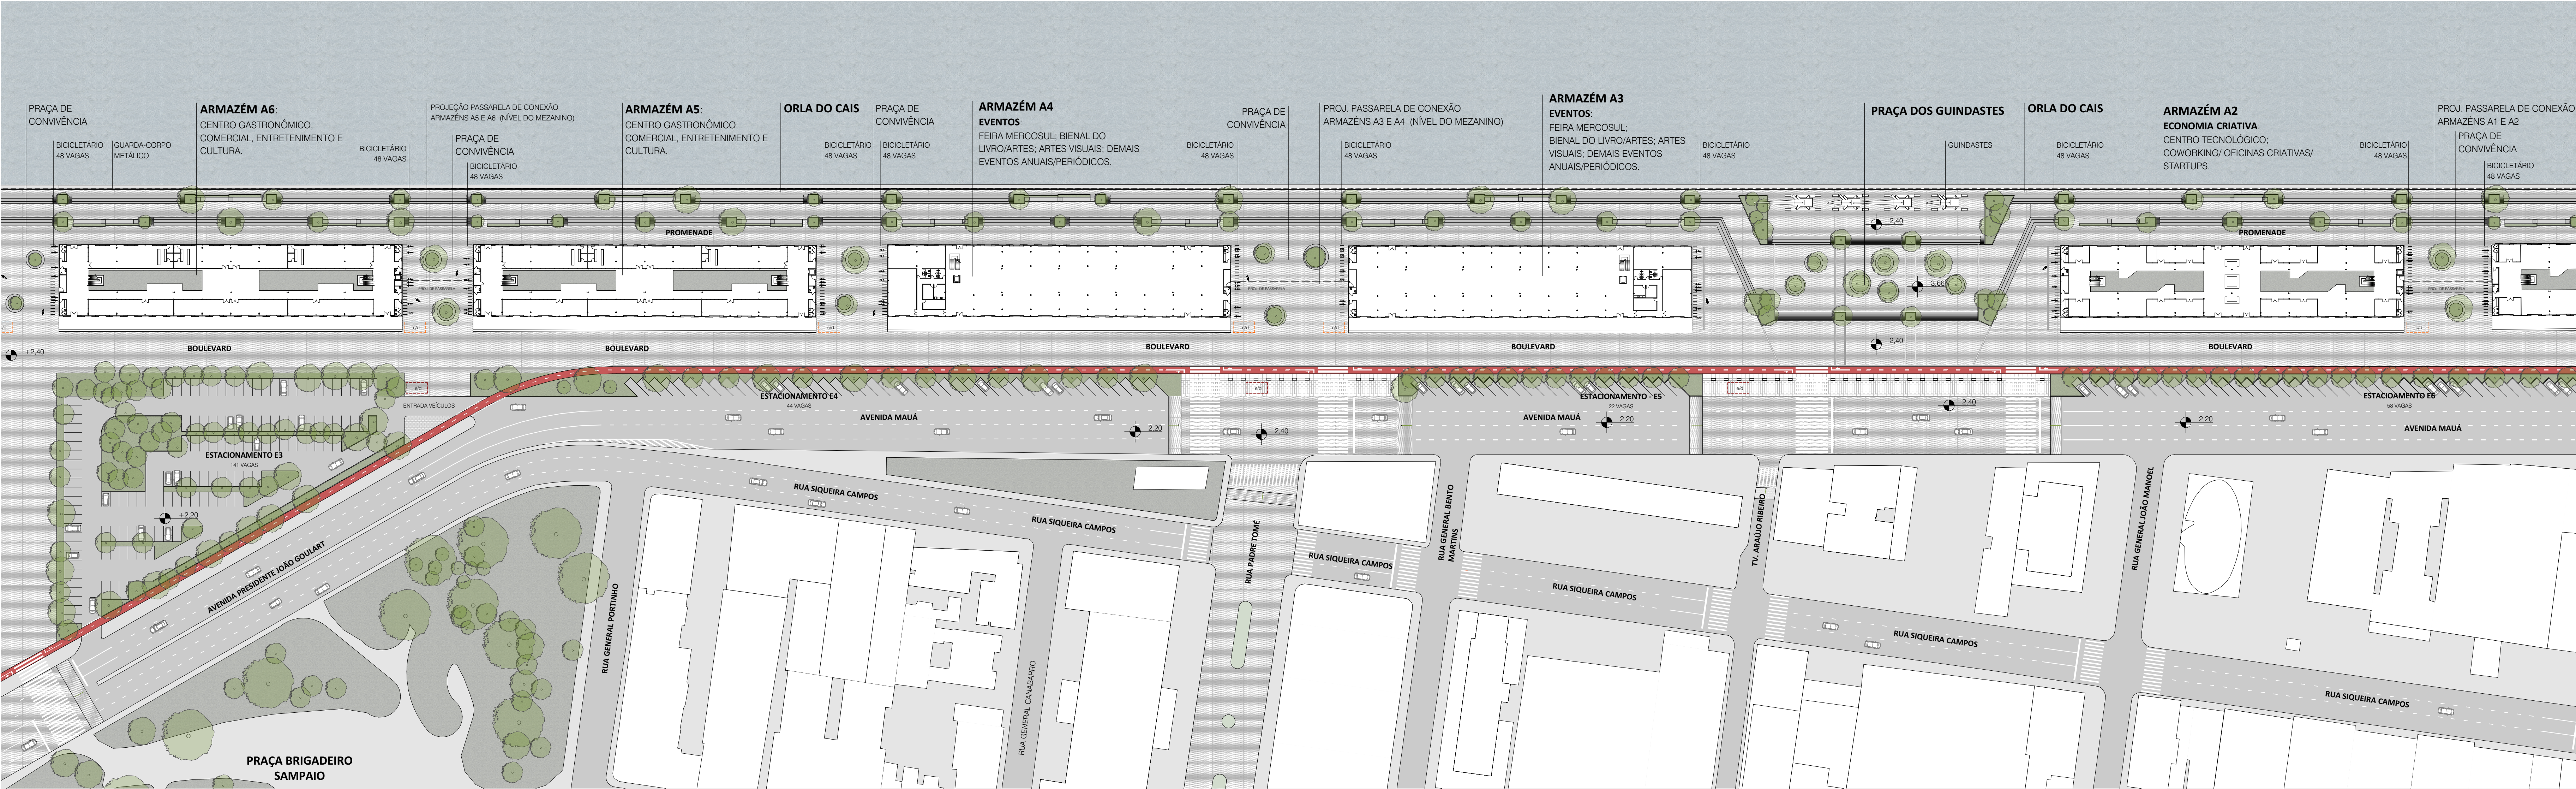 PRAÇA DE
CONVIVÊNCIA
BICICLETÁRIO
48 VAGAS
GUARDA-CORPO
METÁLICO
ARMAZÉM A6:
CENTRO GASTRONÔMICO,
COMERCIAL, ENTRETENIMENTO E
CULTURA.
BICICLETÁRIO
48 VAGAS
PROJEÇÃO PASSARELA DE CONEXÃO
ARMAZÉNS A5 E A6 (NÍVEL DO MEZANINO)
PRAÇA DE
CONVIVÊNCIA
BICICLETÁRIO
48 VAGAS
ARMAZÉM A5:
CENTRO GASTRONÔMICO,
COMERCIAL, ENTRETENIMENTO E
CULTURA.
ORLA DO CAIS
BICICLETÁRIO
48 VAGAS
PRAÇA DE
CONVIVÊNCIA
BICICLETÁRIO
48 VAGAS
ARMAZÉM A4
EVENTOS:
FEIRA MERCOSUL; BIENAL DO
LIVRO/ARTES; ARTES VISUAIS; DEMAIS
EVENTOS ANUAIS/PERIÓDICOS.
BICICLETÁRIO
48 VAGAS
PRAÇA DE
CONVIVÊNCIA
PROJ. PASSARELA DE CONEXÃO
ARMAZÉNS A3 E A4 (NÍVEL DO MEZANINO)
BICICLETÁRIO
48 VAGAS
ARMAZÉM A3
EVENTOS:
FEIRA MERCOSUL;
BIENAL DO LIVRO/ARTES; ARTES
VISUAIS; DEMAIS EVENTOS
ANUAIS/PERIÓDICOS.
BICICLETÁRIO
48 VAGAS
PRAÇA DOS GUINDASTES
GUINDASTES
ORLA DO CAIS
BICICLETÁRIO
48 VAGAS
ARMAZÉM A2
ECONOMIA CRIATIVA:
CENTRO TECNOLÓGICO;
COWORKING/ OFICINAS CRIATIVAS/
STARTUPS.
BICICLETÁRIO
48 VAGAS
PROJ. PASSARELA DE CONEXÃO
ARMAZÉNS A1 E A2
PRAÇA DE
CONVIVÊNCIA
BICICLETÁRIO
48 VAGAS
PROMENADE
2.40
PROMENADE
PROJ. DE PASSARELA
PROJ. DE PASSARELA
3.66
PROJ. DE PASSARELA
c/d
c/d
c/d
c/d
c/d
c/d
+2.40
BOULEVARD
BOULEVARD
BOULEVARD
BOULEVARD
2.40
BOULEVARD
c/d
c/d
c/d
ENTRADA VEÍCULOS
ESTACIONAMENTO E4
44 VAGAS
AVENIDA MAUÁ
2.20
2.40
ESTACIONAMENTO - E5
22 VAGAS
AVENIDA MAUÁ
2.20
2.40
2.20
ESTACIOAMENTO E6
58 VAGAS
AVENIDA MAUÁ
ESTACIONAMENTO E3
141 VAGAS
+2.20
AVENIDA PRESIDENTE JOÃO GOULART
RUA SIQUEIRA CAMPOS
RUA SIQUEIRA CAMPOS
RUA SIQUEIRA CAMPOS
RUA SIQUEIRA CAMPOS
RUA SIQUEIRA CAMPOS
RUA SIQUEIRA CAMPOS
RUA GENERAL PORTINHO
RUA GENERAL CANABARRO
RUA PADRE TOMÉ
RUA GENERAL BENTO
MARTINS
TV. ARAÚJO RIBEIRO
RUA GENERAL JOÃO MANOEL
PRAÇA BRIGADEIRO
SAMPAIO